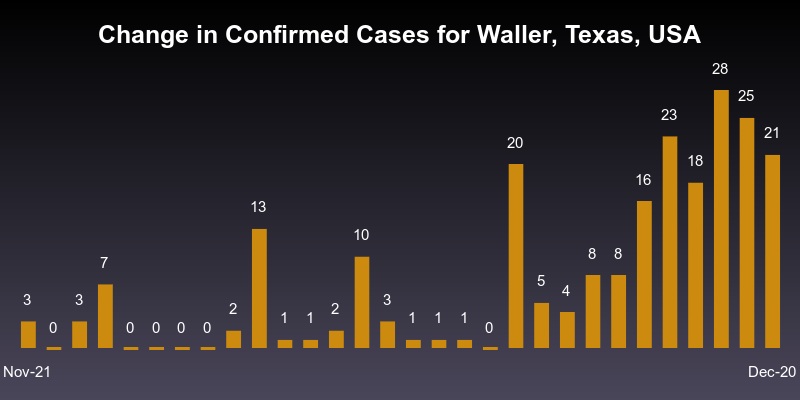 Change in Confirmed Cases for Waller, Texas, USA
3 0 3 7 0 0 0 0 2 13 1 1 2 10 3 1 1 1 0 20 5 4 8 8 16 23 18 28 25 21
Nov-21 Dec-20